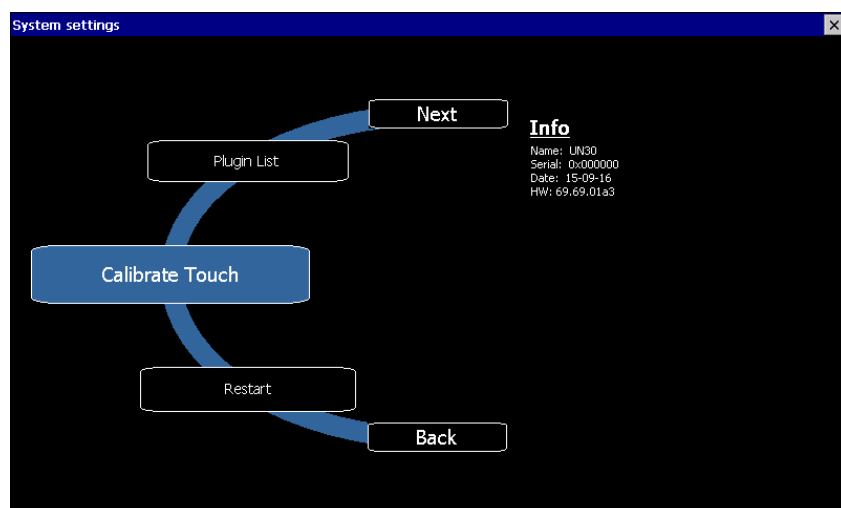 System settings
Next
Info
Plugin List
Name: UN30
Serial: 0x000000
Date: 15-09-16
HW: 69.69.01a3
Calibrate Touch
Restart
Back